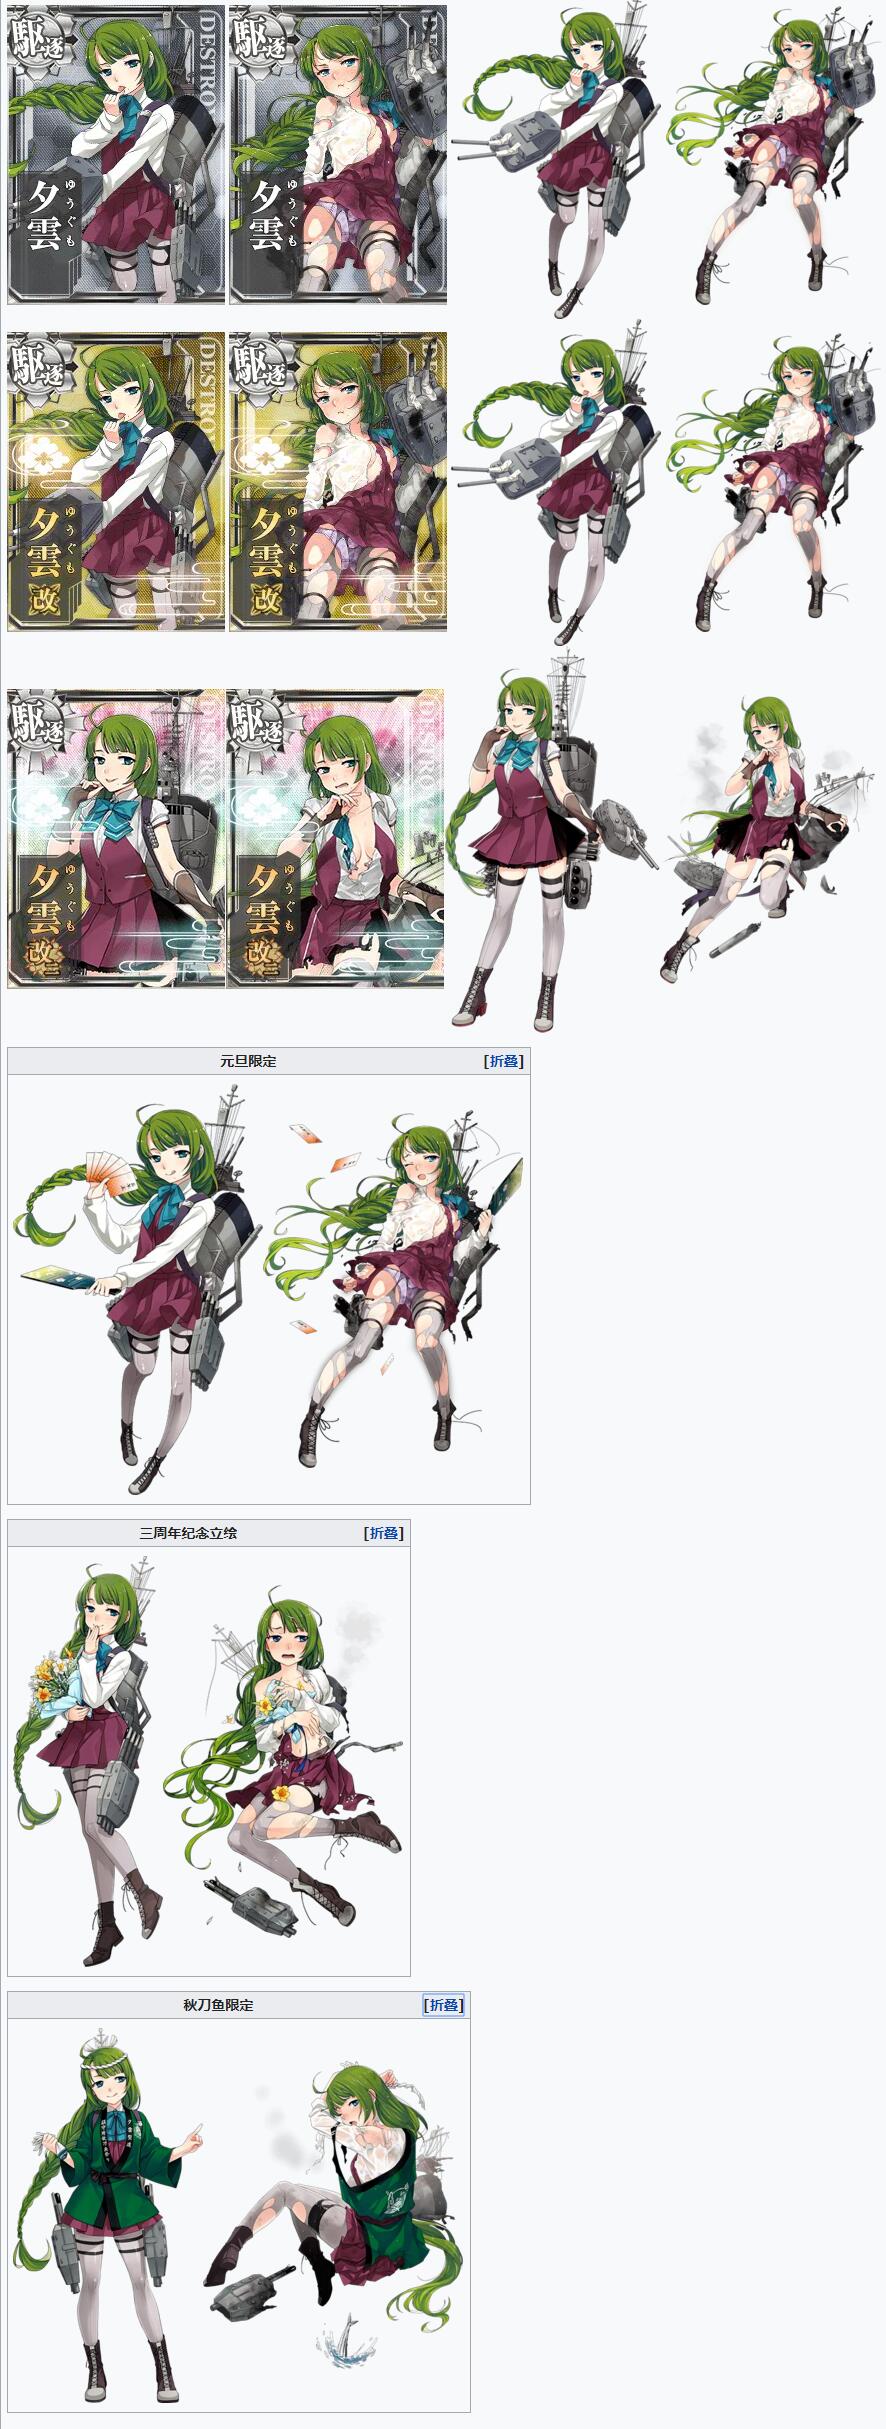 駆逐
DESTRO
夕雲
ゆうぐも
駆逐
夕雲
ゆうぐも
駆逐
DESTRO
夕雲改
ゆうぐも
駆逐
夕雲改
ゆうぐも
駆逐
DESTRO
夕雲改二
ゆうぐも
駆逐
DESTRO
夕雲改二
ゆうぐも
元旦限定
[折叠]
三周年纪念立绘
[折叠]
秋刀鱼限定
[折叠]